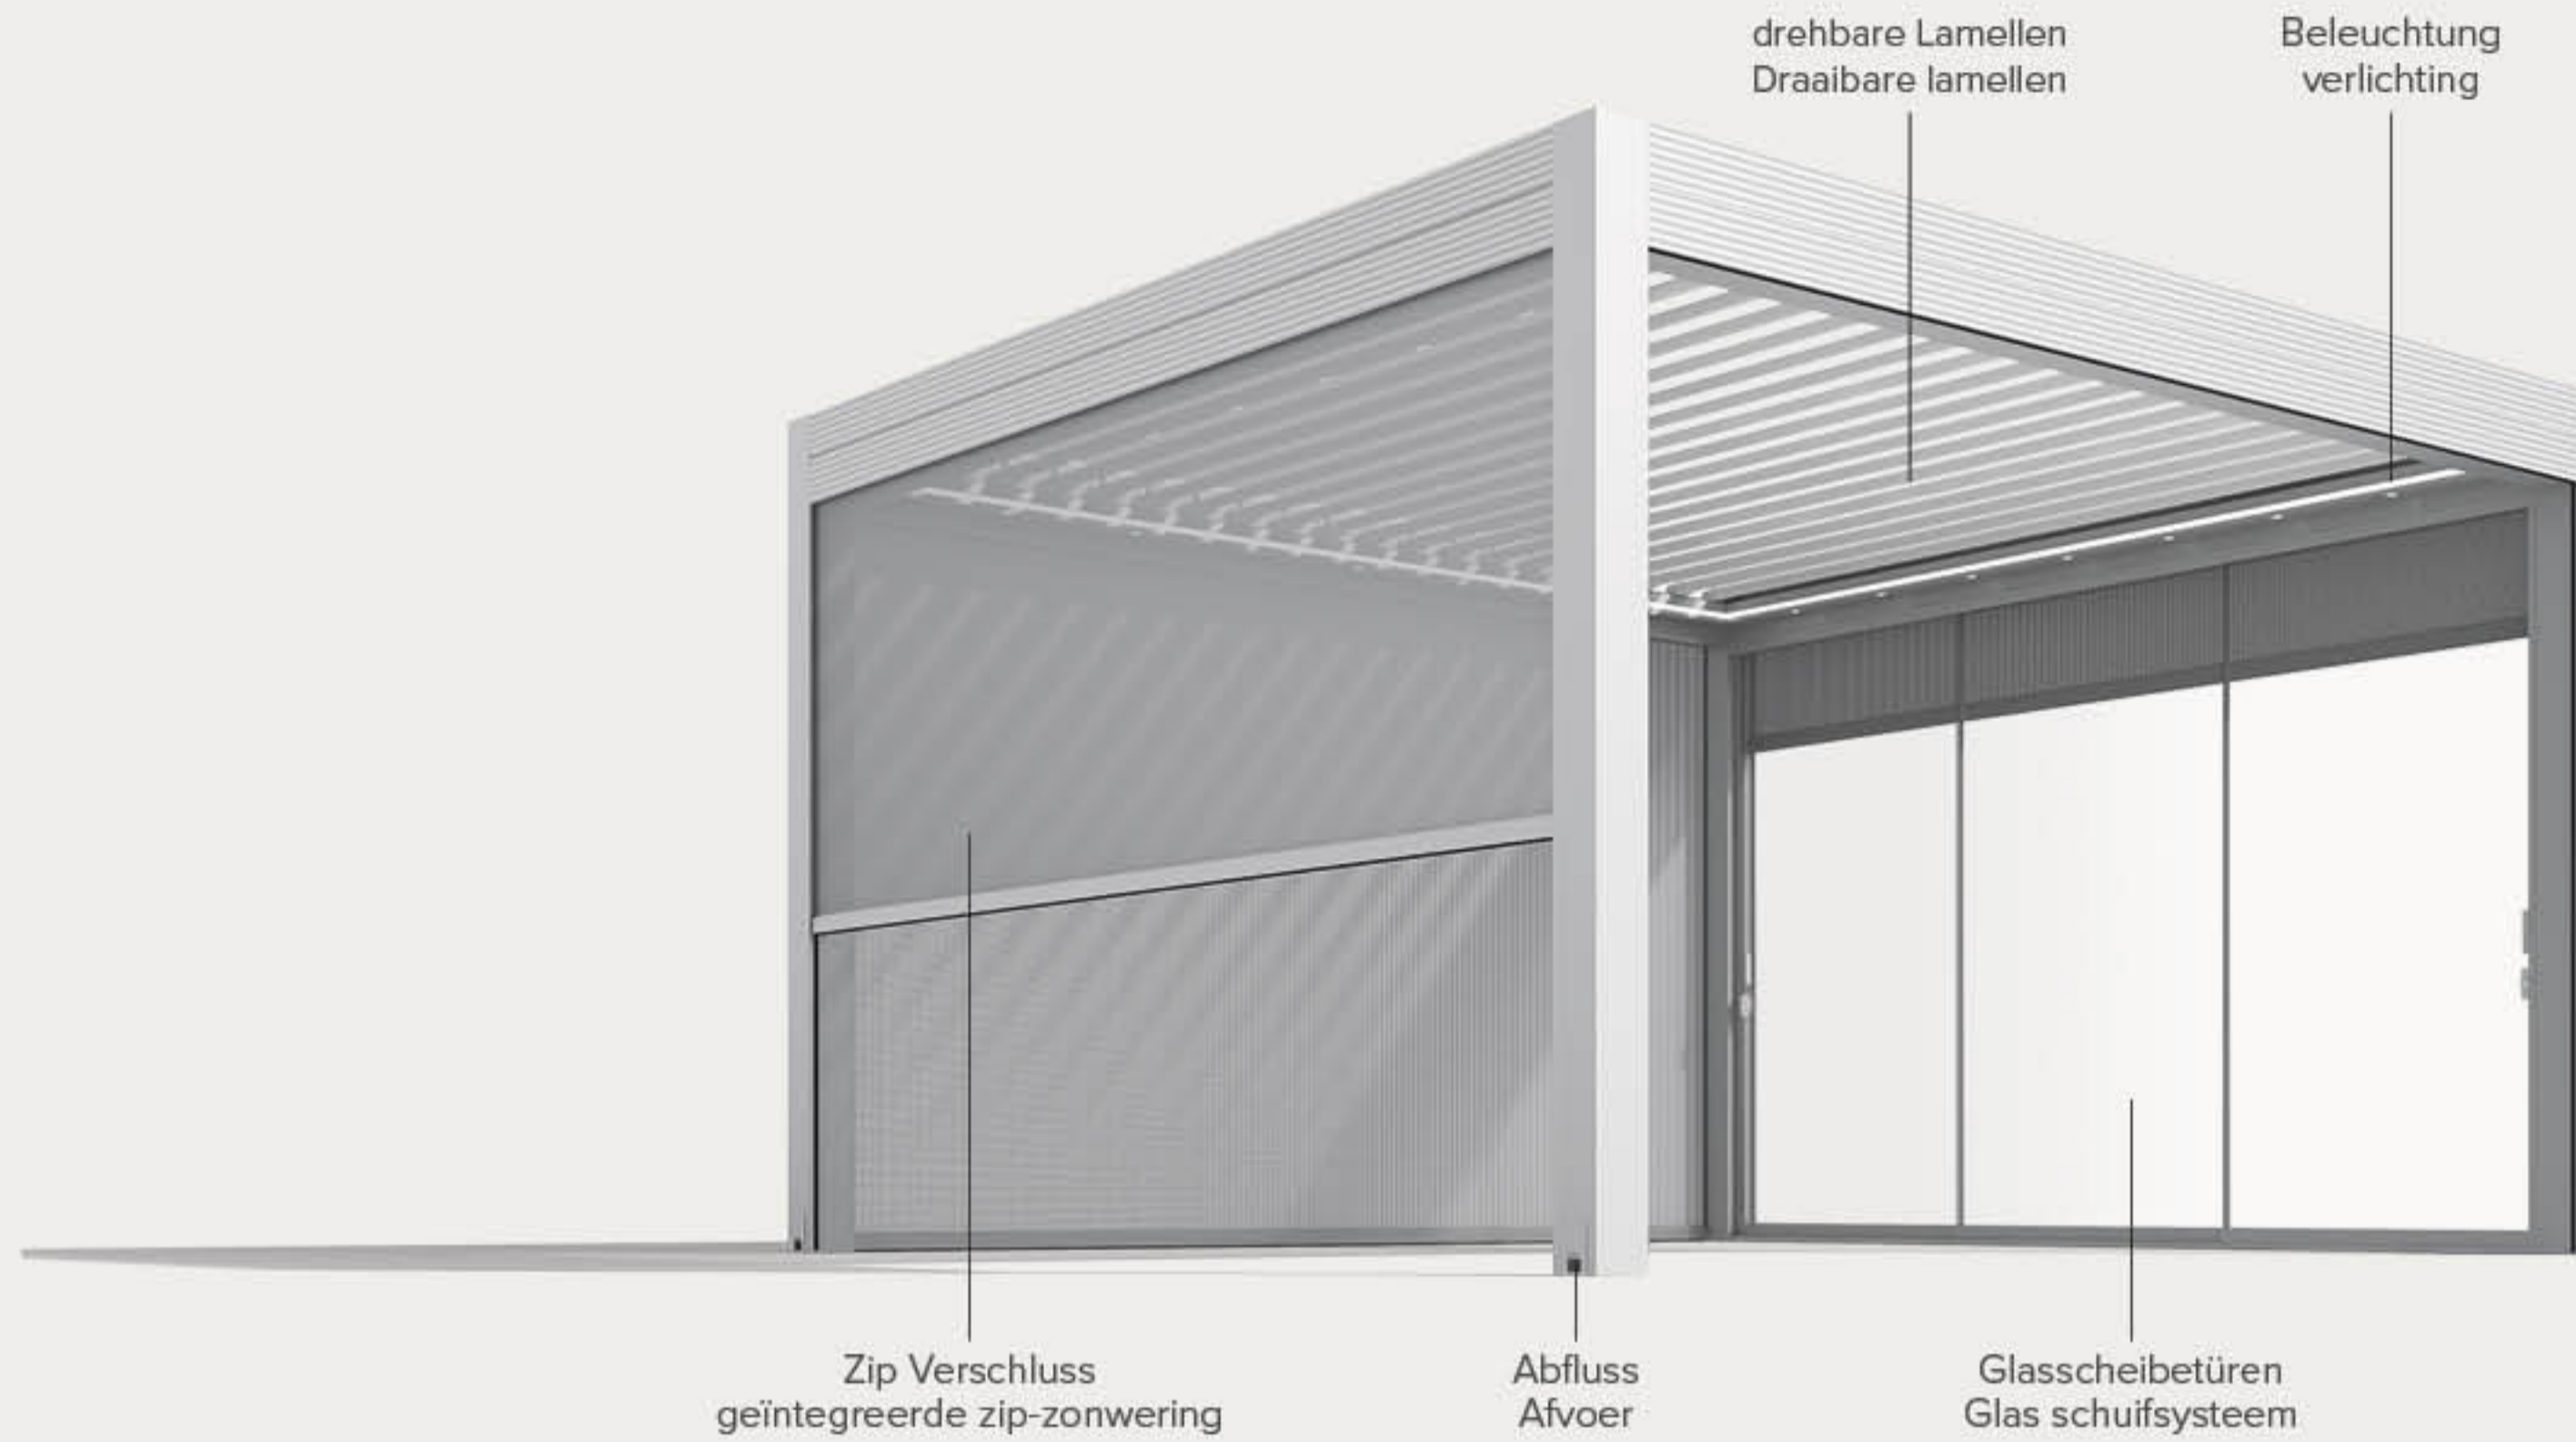 drehbare Lamellen
Draaibare lamellen
Beleuchtung
verlichting
Zip Verschluss
geïntegreerde zip-zonwering
Abfluss
Afvoer
Glasscheibetüren
Glas schuifsysteem